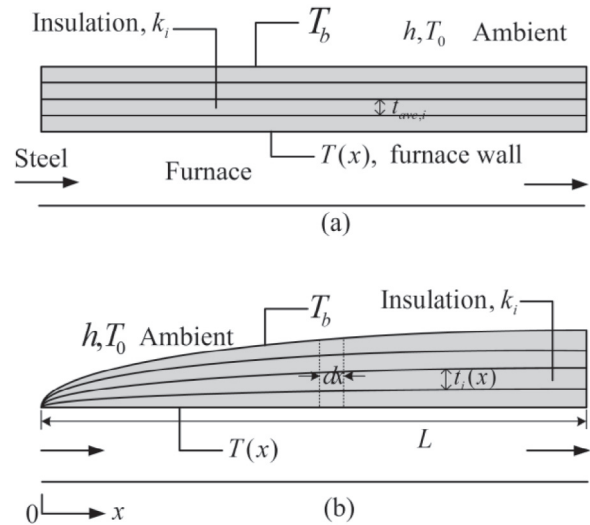 Insulation, k_i
T_b
h, T_0 Ambient
t_ave,i
Steel
T(x), furnace wall
Furnace
(a)
Insulation, k_i
T_b
h, T_0 Ambient
dx
t_i(x)
L
T(x)
0
x
(b)